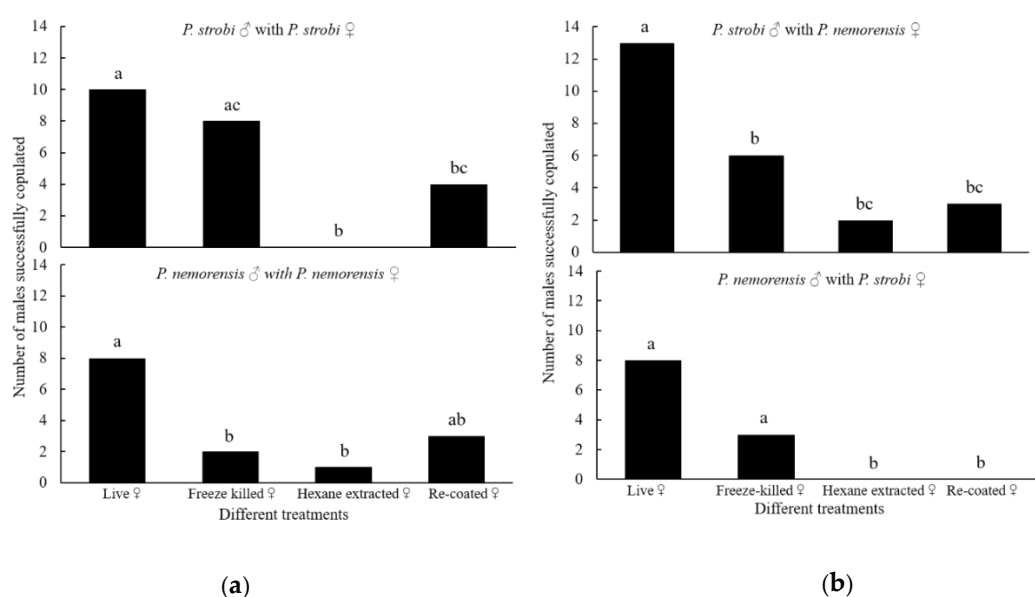 P. strobi ♂ with P. strobi ♀
Number of males successfully copulated
14
12
10
8
6
4
2
0
a
ac
b
bc
P. nemorensis ♂ with P. nemorensis ♀
14
12
10
8
6
4
2
0
a
b
b
ab
Live ♀ Freeze killed ♀ Hexane extracted ♀ Re-coated ♀
Different treatments
(a)
P. strobi ♂ with P. nemorensis ♀
Number of males successfully copulated
14
12
10
8
6
4
2
0
a
b
bc
bc
P. nemorensis ♂ with P. strobi ♀
14
12
10
8
6
4
2
0
a
a
b
b
Live ♀ Freeze-killed ♀ Hexane extracted ♀ Re-coated ♀
Different treatments
(b)